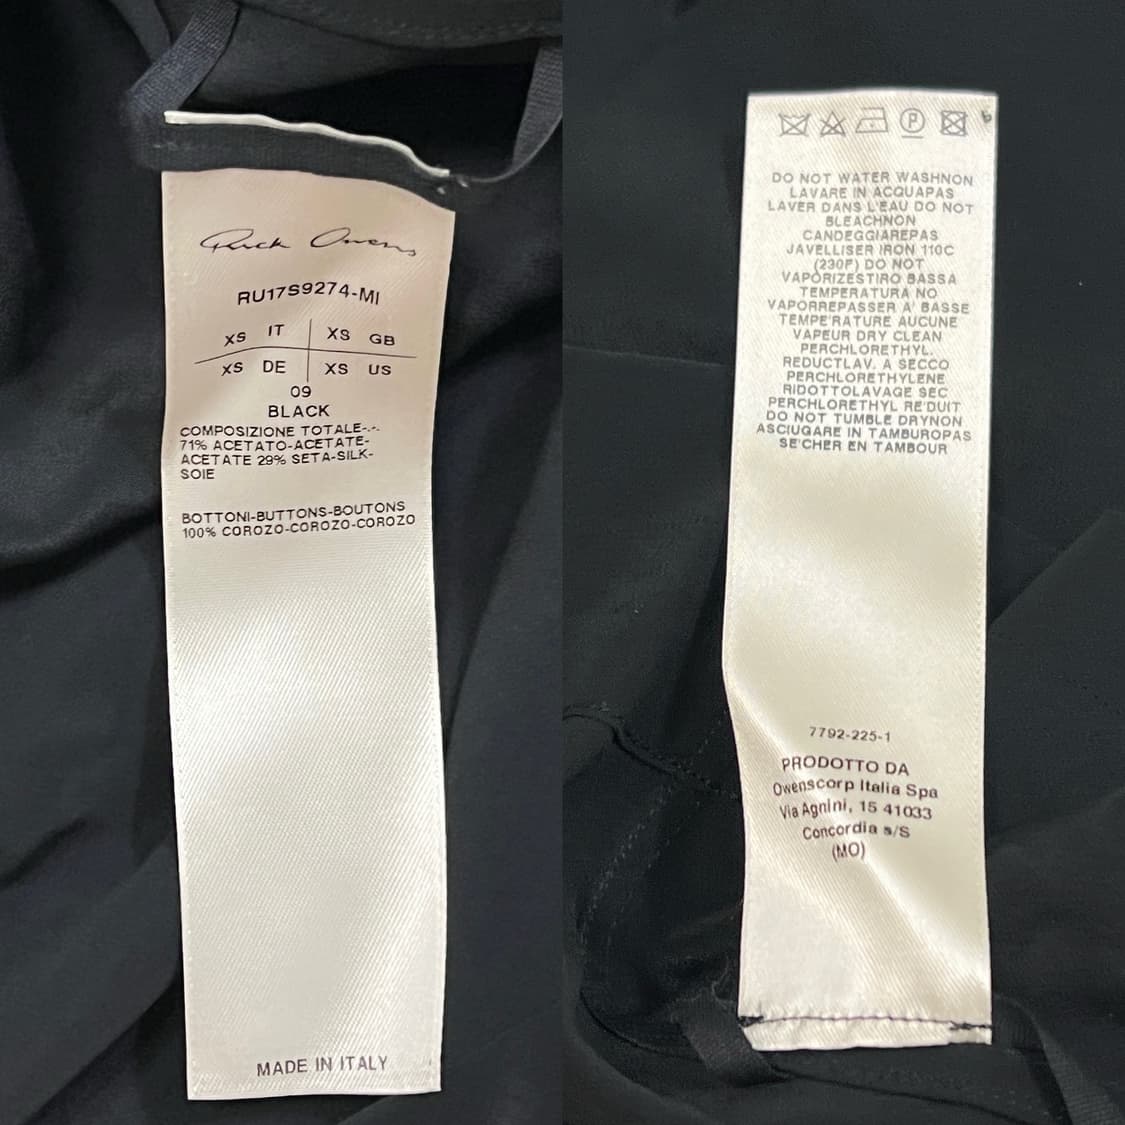 Rick Owens
RU17S9274-MI
XS IT XS GB
XS DE XS US
09
BLACK
COMPOSIZIONE TOTALE-.-.
71% ACETATO-ACETATE-
ACETATE 29% SETA-SILK-
SOIE
BOTTONI-BUTTONS-BOUTONS
100% COROZO-COROZO-COROZO
MADE IN ITALY
P
DO NOT WATER WASHNON
LAVARE IN ACQUAPAS
LAVER DANS L'EAU DO NOT
BLEACHNON
CANDEGGIAREPAS
JAVELLISER IRON 110C
(230F) DO NOT
VAPORIZESTIRO BASSA
TEMPERATURA NO
VAPORREPASSER A' BASSE
TEMPE'RATURE AUCUNE
VAPEUR DRY CLEAN
PERCHLORETHYL.
REDUCTLAV. A SECCO
PERCHLORETHYLENE
RIDOTTOLAVAGE SEC
PERCHLORETHYL RE'DUIT
DO NOT TUMBLE DRYNON
ASCIUGARE IN TAMBUROPAS
SE'CHER EN TAMBOUR
7792-225-1
PRODOTTO DA
Owenscorp Italia Spa
Via Agnini, 15 41033
Concordia s/S
(MO)